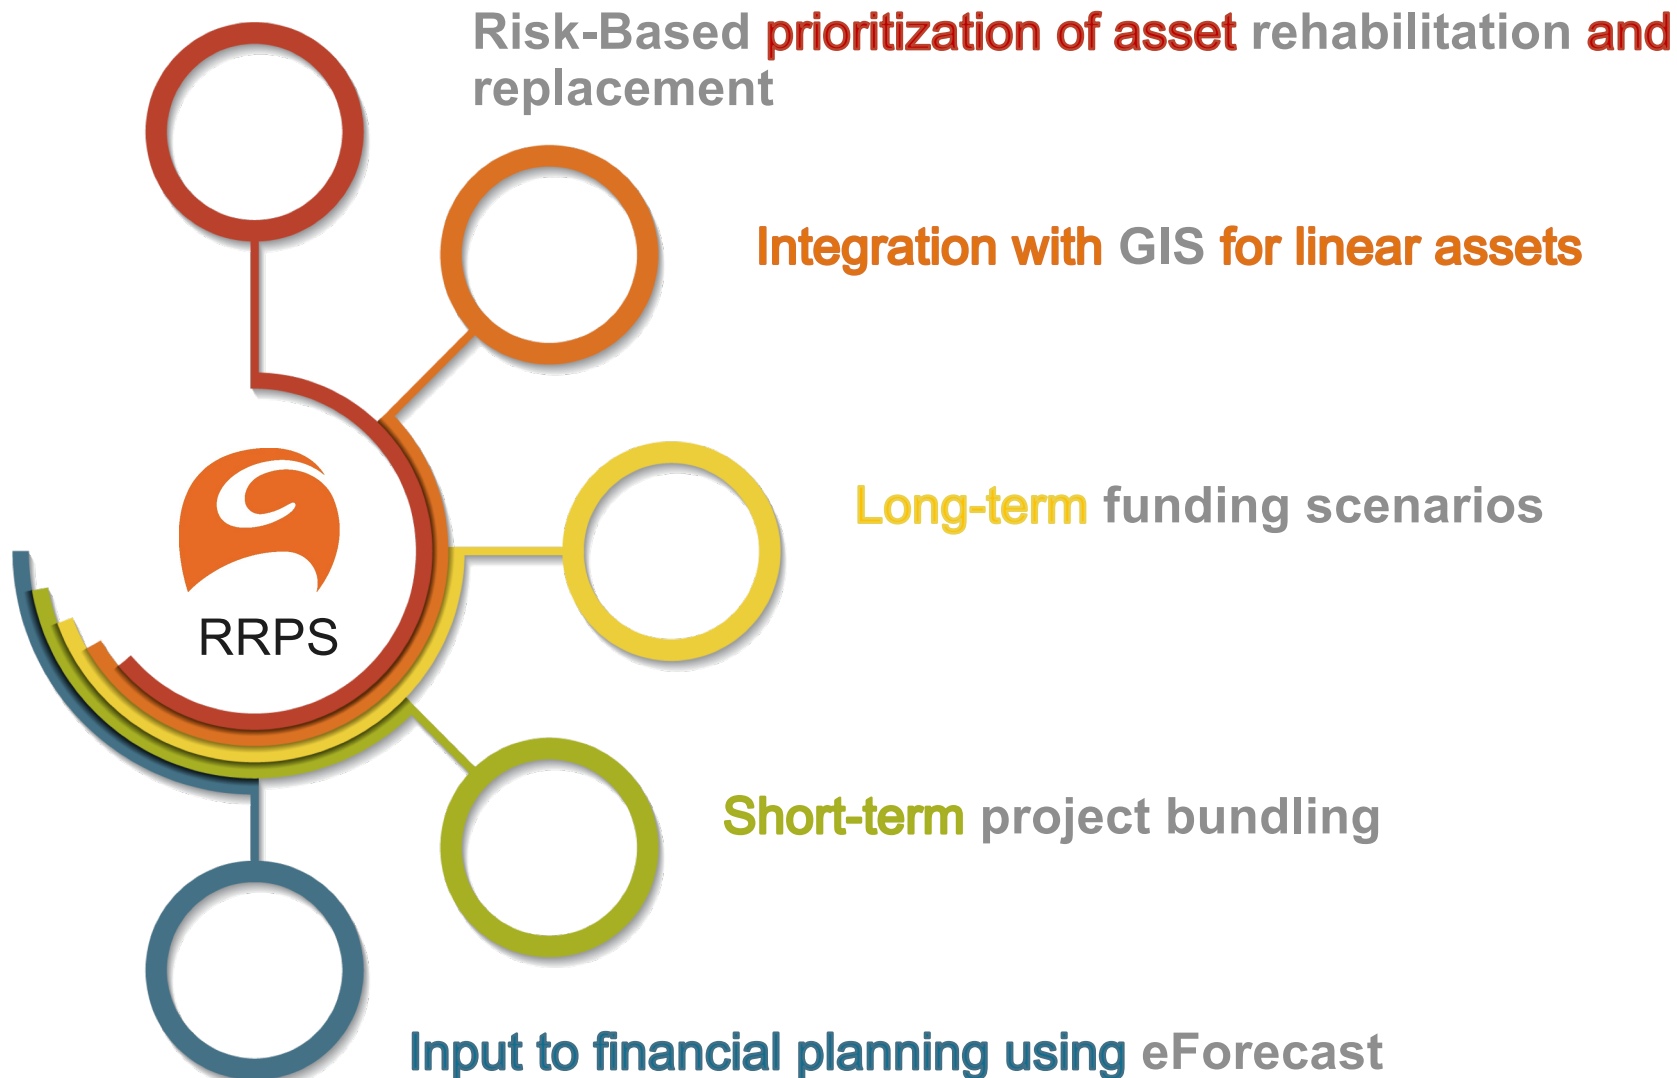 Risk-Based prioritization of asset rehabilitation and
replacement
Integration with GIS for linear assets
Long-term funding scenarios
RRPS
Short-term project bundling
Input to financial planning using eForecast